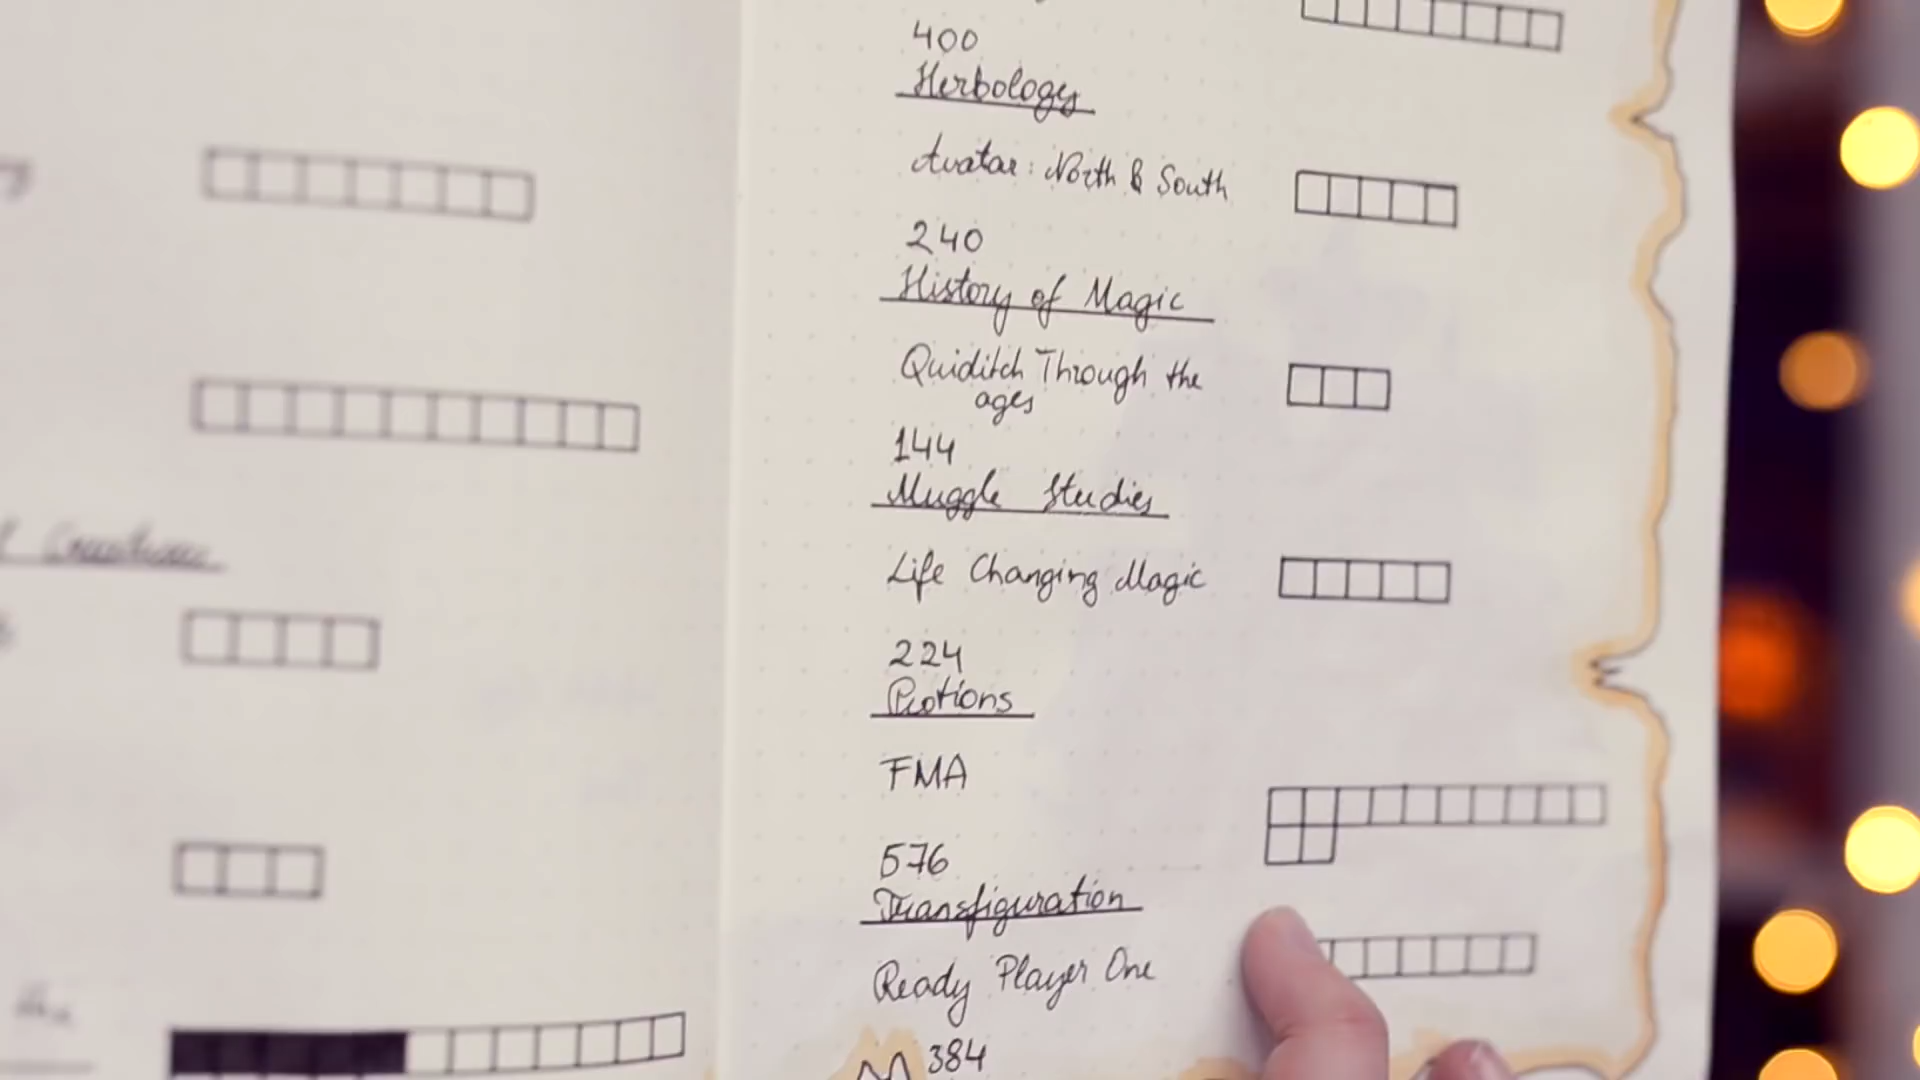 400
Herbology
Avatar: North & South
240
History of Magic
Quiditch Through the
ages
144
Muggle Studies
Life Changing Magic
224
Potions
FMA
576
Transfiguration
Ready Player One
384